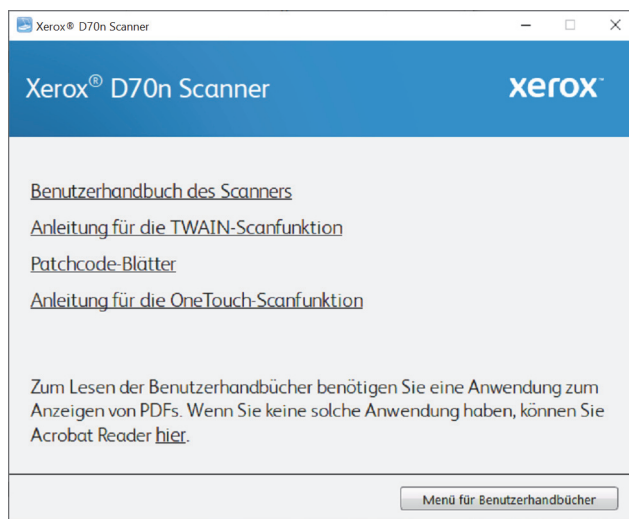 Xerox® D70n Scanner
Xerox® D70n Scanner
xerox™
Benutzerhandbuch des Scanners
Anleitung für die TWAIN-Scanfunktion
Patchcode-Blätter
Anleitung für die OneTouch-Scanfunktion
Zum Lesen der Benutzerhandbücher benötigen Sie eine Anwendung zum
Anzeigen von PDFs. Wenn Sie keine solche Anwendung haben, können Sie
Acrobat Reader hier.
Menü für Benutzerhandbücher